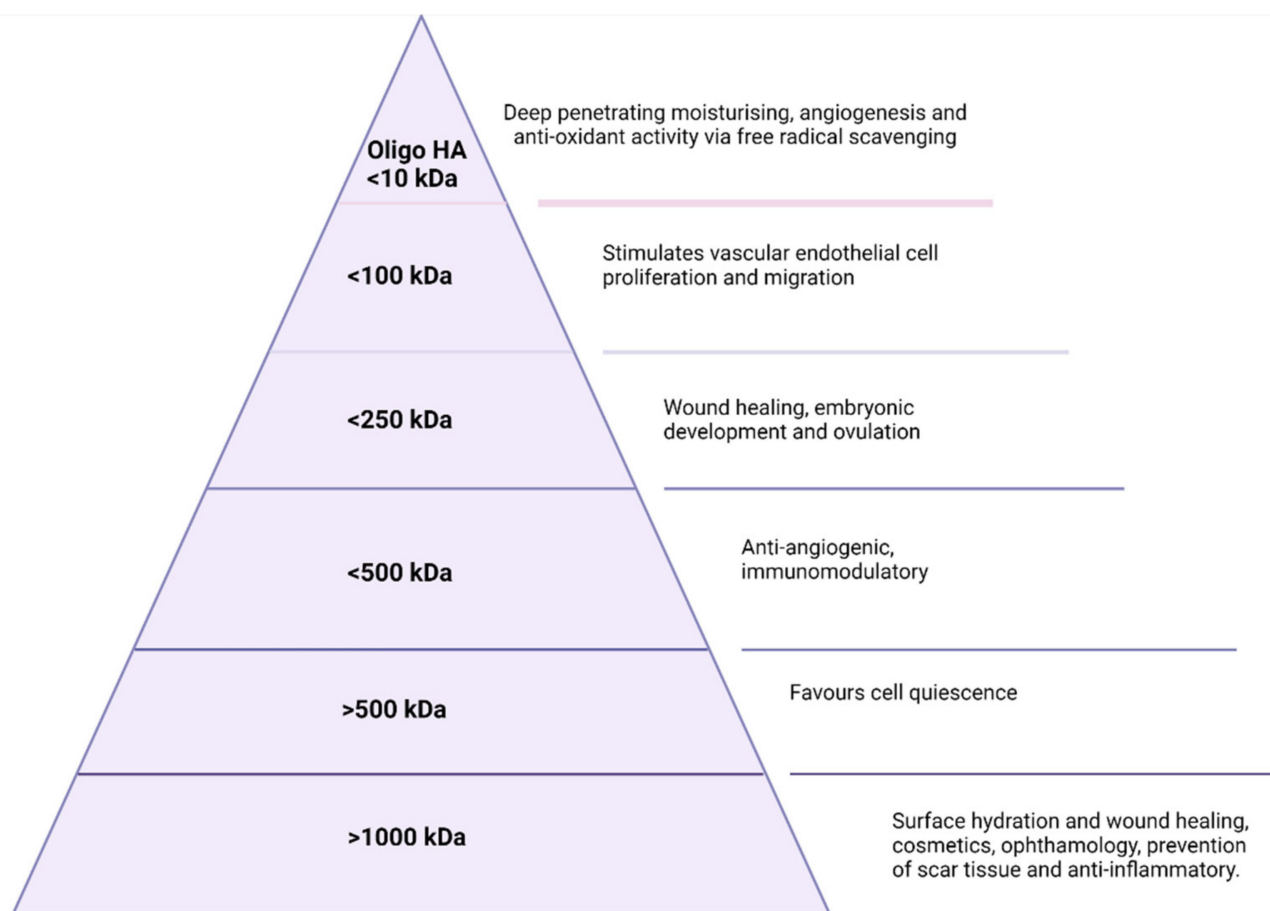 Deep penetrating moisturising, angiogenesis and
anti-oxidant activity via free radical scavenging
Oligo HA
<10 kDa
Stimulates vascular endothelial cell
proliferation and migration
<100 kDa
Wound healing, embryonic
development and ovulation
<250 kDa
Anti-angiogenic,
immunomodulatory
<500 kDa
Favours cell quiescence
>500 kDa
Surface hydration and wound healing,
cosmetics, ophthamology, prevention
of scar tissue and anti-inflammatory.
>1000 kDa